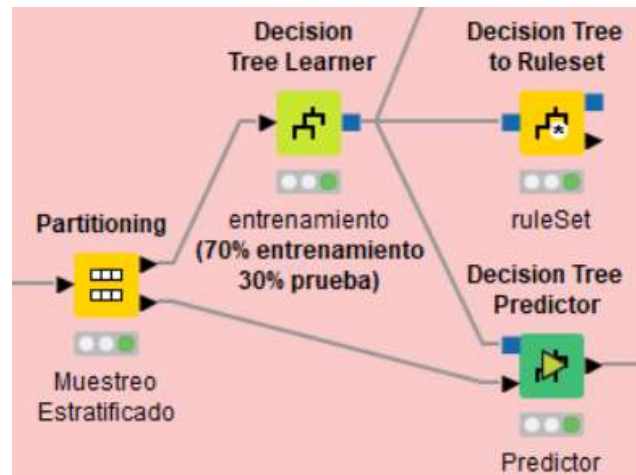 Decision
Tree Learner
entrenamiento
(70% entrenamiento
30% prueba)
Decision Tree
to Ruleset
ruleSet
Partitioning
Muestreo
Estratificado
Decision Tree
Predictor
Predictor